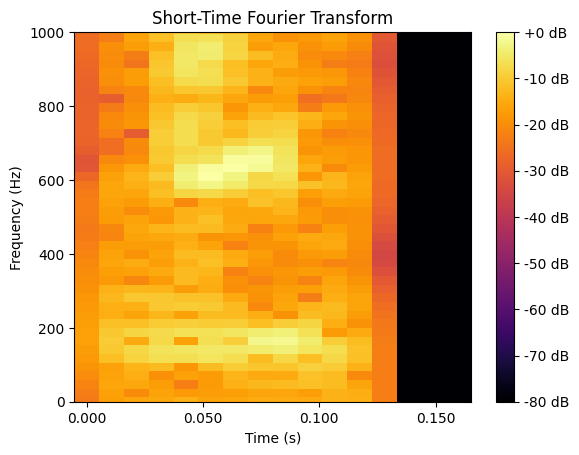 Short-Time Fourier Transform
1000
800
600
400
200
0
Frequency (Hz)
0.000
0.050
0.100
0.150
Time (s)
+0 dB
-10 dB
-20 dB
-30 dB
+0 dB
-50 dB
-60 dB
-70 dB
-80 dB